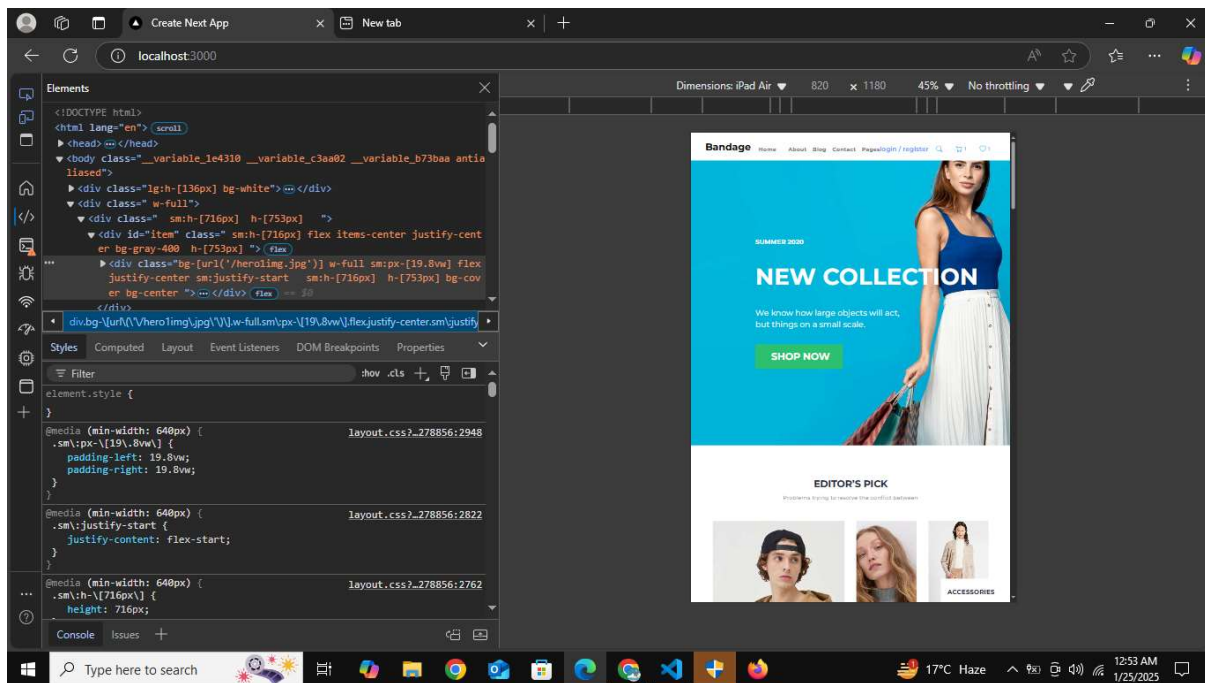 Create Next App
New tab
localhost:3000
Elements
Dimensions: iPad Air 820 x 1180 45% No throttling
<!DOCTYPE html>
<html lang="en"> scroll
<head> </head>
<body class="__variable_1e4310 __variable_c3aa02 __variable_b73baa antia
liased">
<div class="lg:h-[136px] bg-white"> </div>
<div class=" w-full">
<div class=" sm:h-[716px] h-[753px] ">
<div id="item" class=" sm:h-[716px] flex items-center justify-cent
er bg-gray-400 h-[753px] "> flex
<div class="bg-[url('/hero1img.jpg')] w-full sm:px-[19.8vw] flex
justify-center sm:justify-start sm:h-[716px] h-[753px] bg-cov
er bg-center "> </div> flex == $0
</div>
div.bg-\[url\(\"\/hero1img\.jpg\"\)\].w-full.sm\:px-\[19\.8vw\].flex.justify-center.sm\:justify
Styles Computed Layout Event Listeners DOM Breakpoints Properties
Filter :hov .cls
element.style {
}
@media (min-width: 640px) { layout.css?…278856:2948
.sm\:px-\[19\.8vw\] {
padding-left: 19.8vw;
padding-right: 19.8vw;
}
}
@media (min-width: 640px) { layout.css?…278856:2822
.sm\:justify-start {
justify-content: flex-start;
}
}
@media (min-width: 640px) { layout.css?…278856:2762
.sm\:h-\[716px\] {
height: 716px;
Console Issues
Bandage Home About Blog Contact Pages login / register
SUMMER 2020
NEW COLLECTION
We know how large objects will act,
but things on a small scale.
SHOP NOW
EDITOR'S PICK
Problems trying to resolve the conflict between
ACCESSORIES
Type here to search
17°C Haze
12:53 AM
1/25/2025